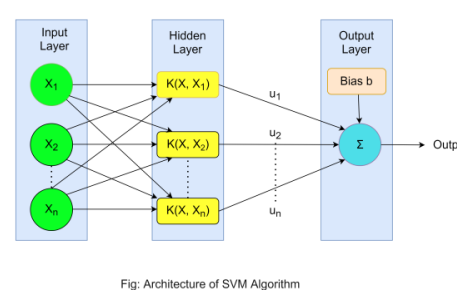 Input
Layer
Hidden
Layer
Output
Layer
X1
X2
Xn
K(X, X1)
K(X, X2)
K(X, Xn)
u1
u2
un
Bias b
Σ
Outp
Fig: Architecture of SVM Algorithm